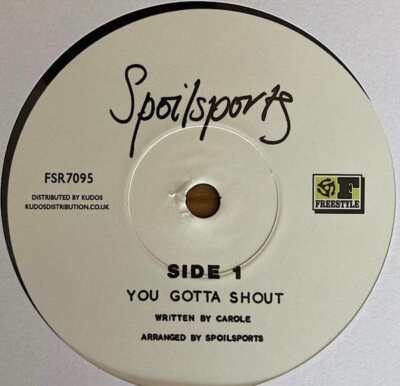 Spoilsports
FSR7095
DISTRIBUTED BY KUDOS
KUDOSDISTRIBUTION.CO.UK
F
FREESTYLE
SIDE 1
YOU GOTTA SHOUT
WRITTEN BY CAROLE
ARRANGED BY SPOILSPORTS